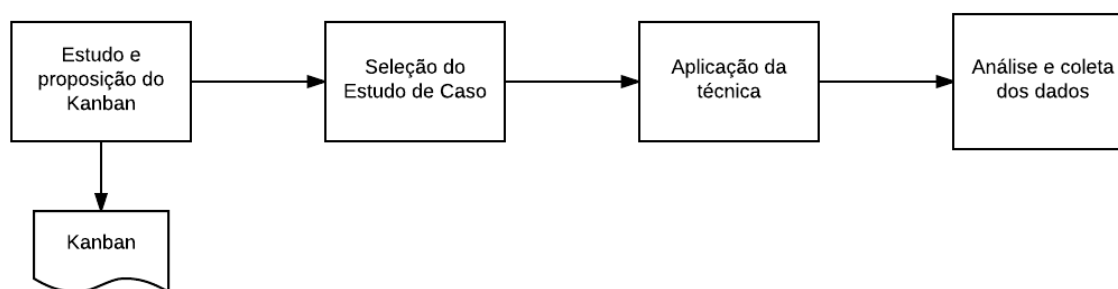 Estudo e
proposição do
Kanban
Seleção do
Estudo de Caso
Aplicação da
técnica
Análise e coleta
dos dados
Kanban